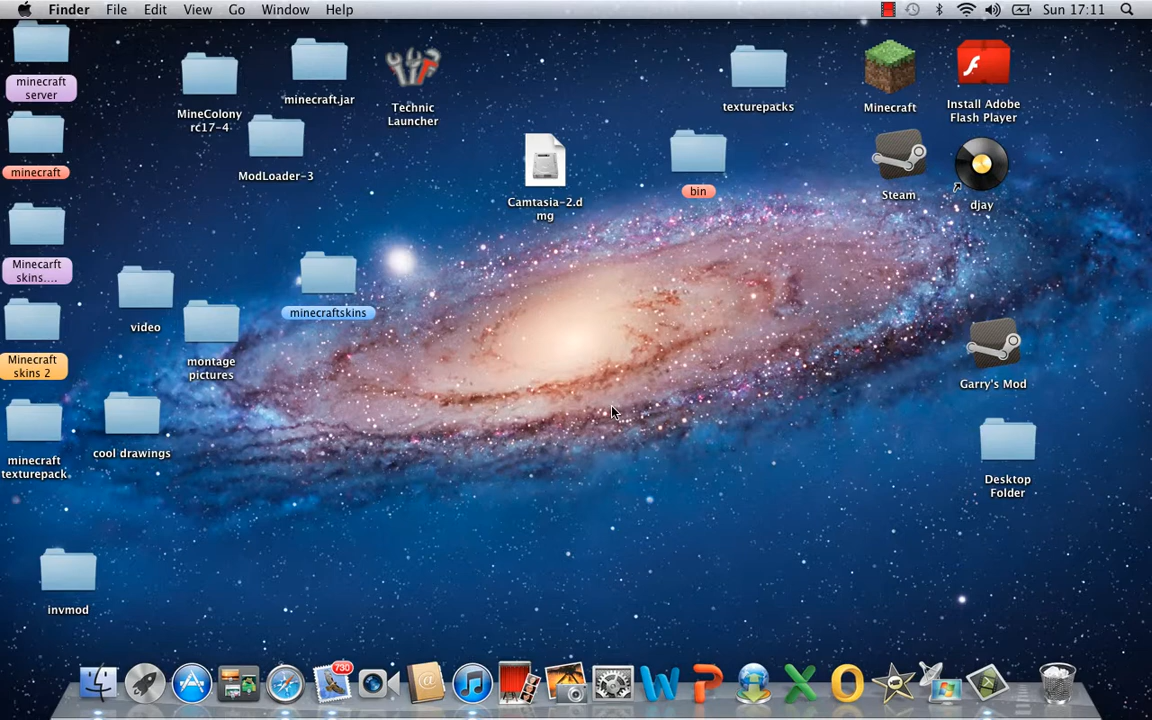 Finder File Edit View Go Window Help Sun 17:11
minecraft
server
MineColony
rc17-4
minecraft.jar
Technic
Launcher
texturepacks
Minecraft
Install Adobe
Flash Player
minecraft
ModLoader-3
Camtasia-2.d
mg
bin
Steam
djay
Minecarft
skins....
video
minecraftskins
montage
pictures
Minecraft
skins 2
Garry's Mod
minecraft
texturepack.
cool drawings
Desktop
Folder
invmod
730